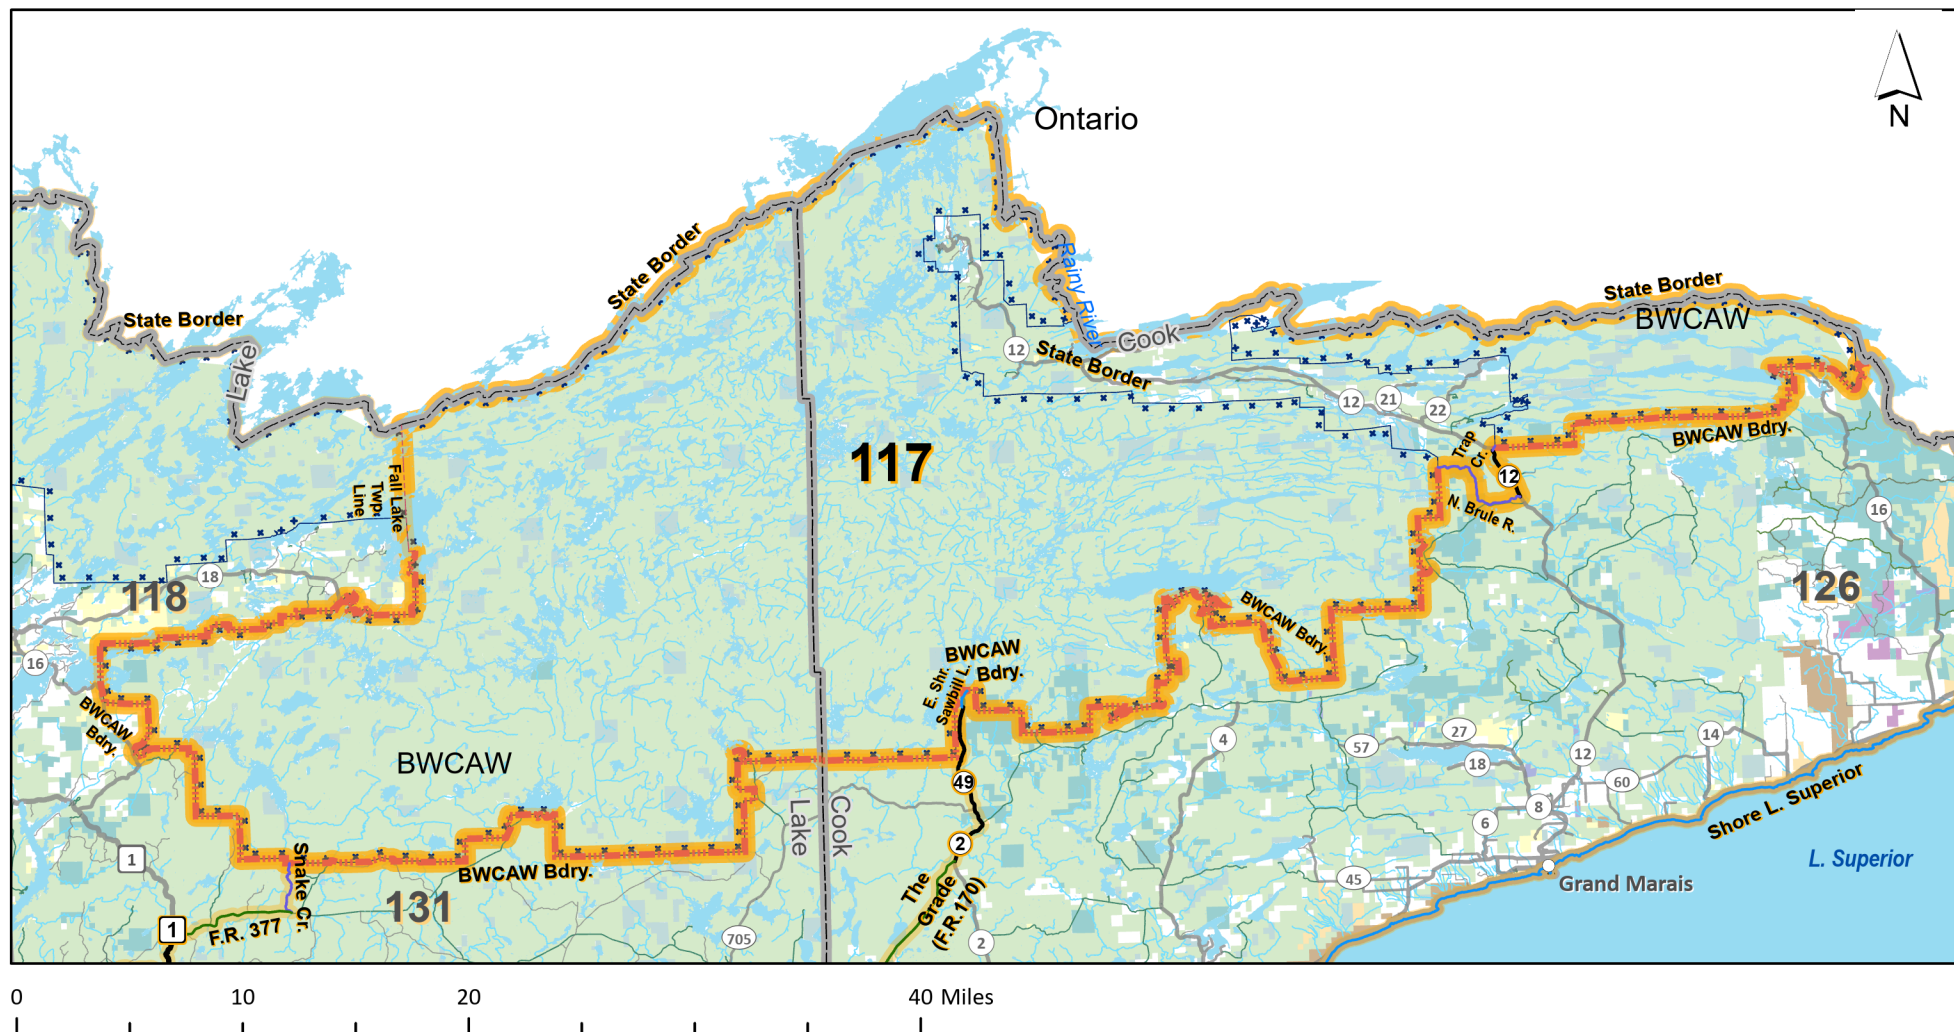 N
Ontario
State Border
State Border
BWCAW
Rainy River
Cook
State Border
12
State Border
Lake
12
21
22
BWCAW Bdry.
117
Trap
Cr.
12
N. Brule R.
16
Fall Lake
Twp.
Line
118
18
126
16
BWCAW Bdry.
BWCAW
Bdry.
E. Shr.
Sawbill L.
BWCAW
Bdry.
BWCAW
4
57
27
18
12
14
60
49
Lake
Cook
8
6
Shore L. Superior
2
1
L. Superior
Snake Cr.
BWCAW Bdry.
The
Grade
(F.R.170)
45
Grand Marais
131
1
F.R. 377
705
2
0
10
20
40 Miles